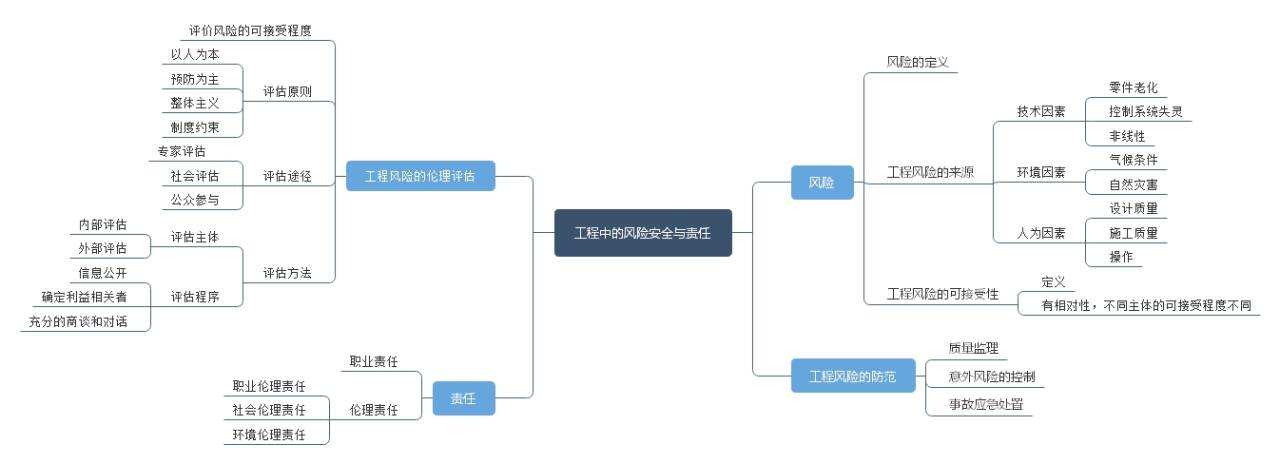 工程中的风险安全与责任
风险
风险的定义
工程风险的来源
技术因素
零件老化
控制系统失灵
非线性
环境因素
气候条件
自然灾害
人为因素
设计质量
施工质量
操作
工程风险的可接受性
定义
有相对性，不同主体的可接受程度不同
工程风险的防范
质量监理
意外风险的控制
事故应急处置
工程风险的伦理评估
评价风险的可接受程度
评估原则
以人为本
预防为主
整体主义
制度约束
评估途径
专家评估
社会评估
公众参与
评估方法
评估主体
内部评估
外部评估
评估程序
信息公开
确定利益相关者
充分的商谈和对话
责任
职业责任
伦理责任
职业伦理责任
社会伦理责任
环境伦理责任